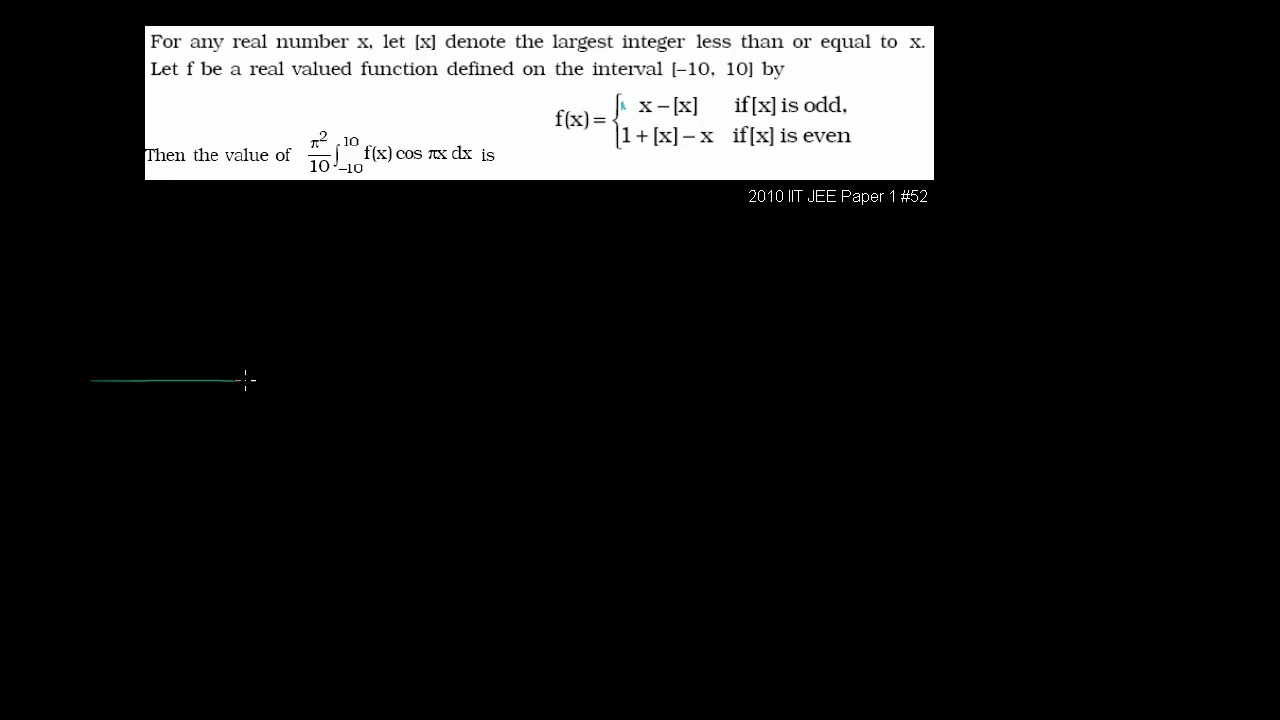 For any real number x, let [x] denote the largest integer less than or equal to x.
Let f be a real valued function defined on the interval [–10, 10] by
f(x) = { x – [x] if [x] is odd,
1 + [x] – x if [x] is even
Then the value of π²/10 ∫₋₁₀¹⁰ f(x) cos πx dx is
2010 IIT JEE Paper 1 #52